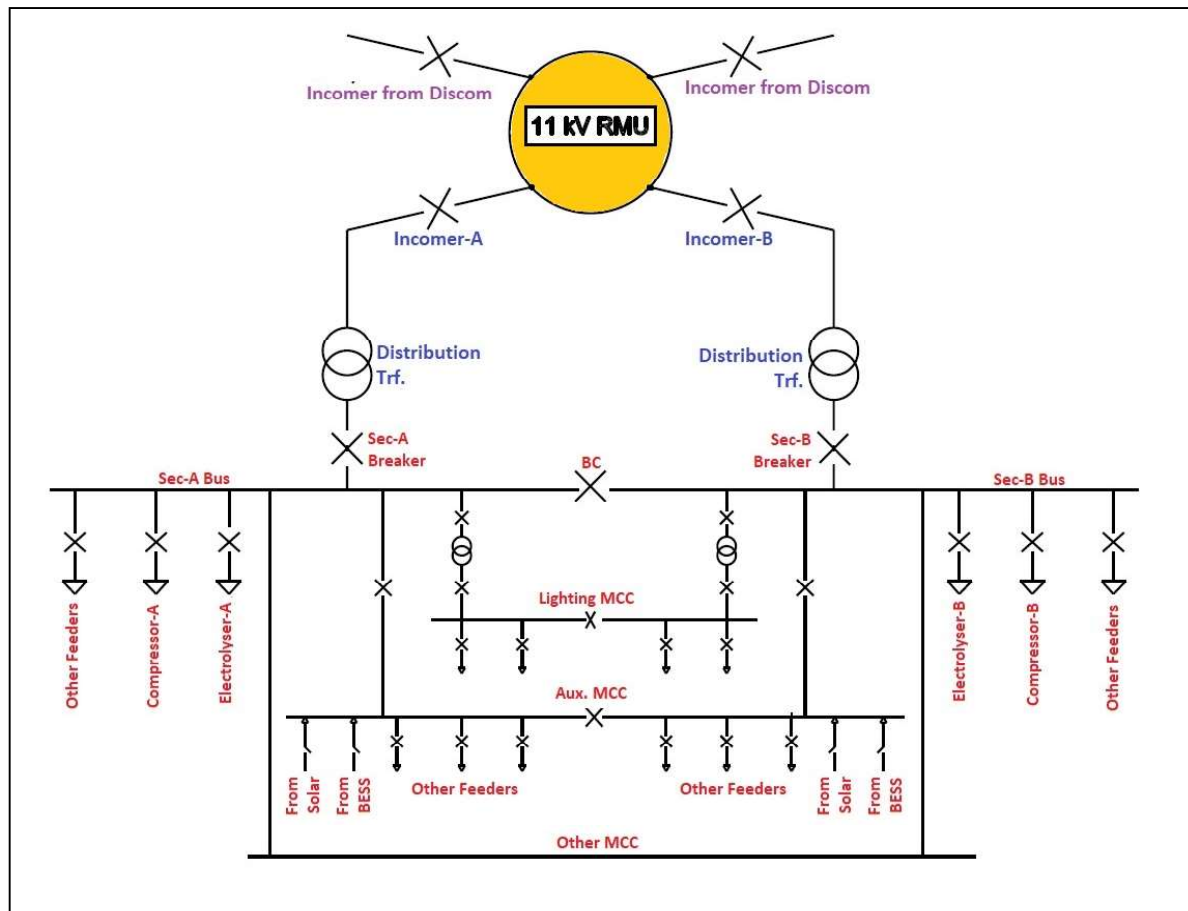 Incomer from Discom
Incomer from Discom
11 kV RMU
Incomer-A
Incomer-B
Distribution
Trf.
Distribution
Trf.
Sec-A
Breaker
Sec-B
Breaker
BC
Sec-A Bus
Sec-B Bus
Other Feeders
Compressor-A
Electrolyser-A
Lighting MCC
Electrolyser-B
Compressor-B
Other Feeders
Aux. MCC
From
Solar
From
BESS
Other Feeders
Other Feeders
From
Solar
From
BESS
Other MCC